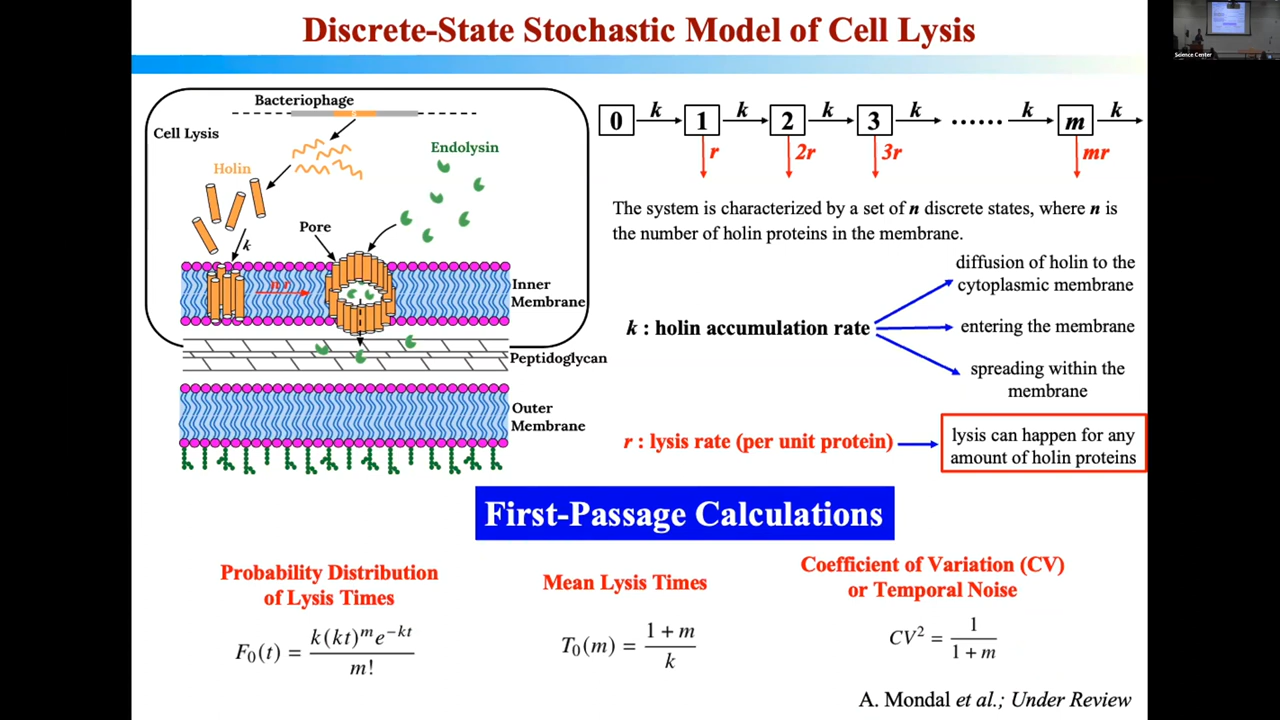 Discrete-State Stochastic Model of Cell Lysis
Science Center
Bacteriophage
Cell Lysis
Holin
Endolysin
k
Pore
n r
Inner
Membrane
Peptidoglycan
Outer
Membrane
0 k 1 k 2 k 3 k ...... k m k
r 2r 3r mr
The system is characterized by a set of n discrete states, where n is
the number of holin proteins in the membrane.
k : holin accumulation rate
diffusion of holin to the
cytoplasmic membrane
entering the membrane
spreading within the
membrane
r : lysis rate (per unit protein)
lysis can happen for any
amount of holin proteins
First-Passage Calculations
Probability Distribution
of Lysis Times
F₀(t) = k(kt)ᵐe⁻ᵏᵗ / m!
Mean Lysis Times
T₀(m) = 1 + m / k
Coefficient of Variation (CV)
or Temporal Noise
CV² = 1 / 1 + m
A. Mondal et al.; Under Review